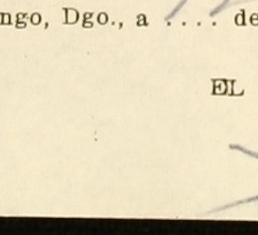 ngo, Dgo., a .... de
EL